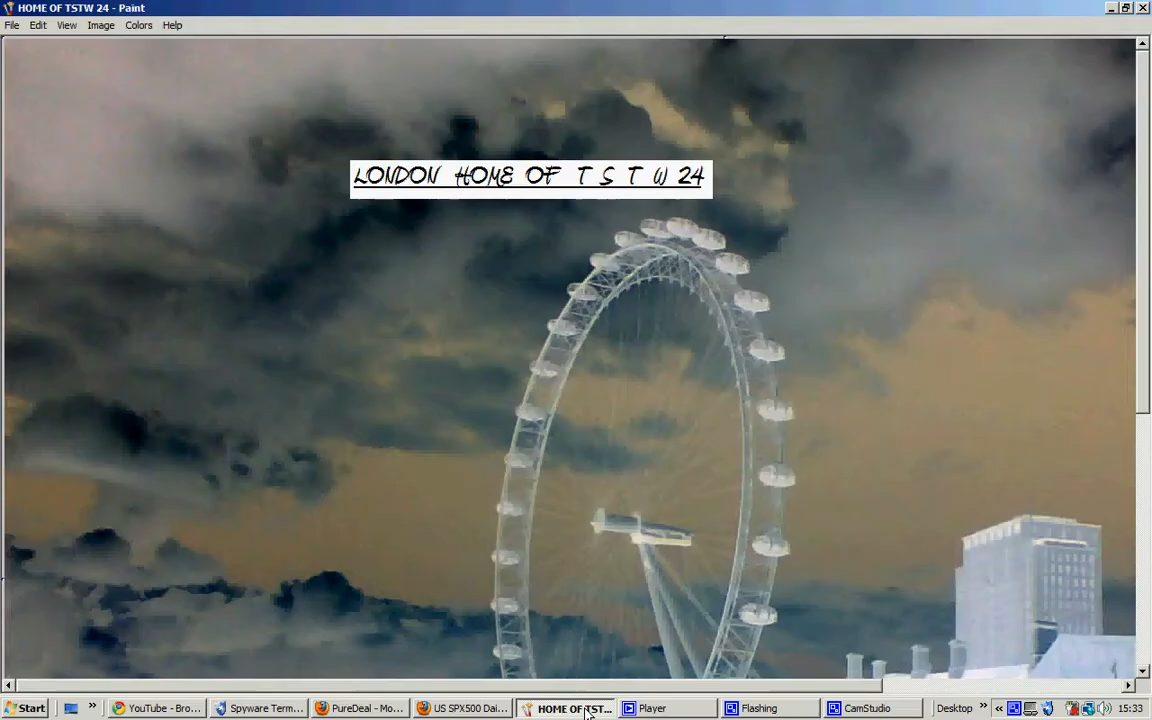 HOME OF TSTW 24 - Paint
File Edit View Image Colors Help
LONDON HOME OF T S T W 24
Start
YouTube - Bro...
Spyware Term...
PureDeal - Mo...
US SPX500 Dai...
HOME OF TST...
Player
Flashing
CamStudio
Desktop
15:33